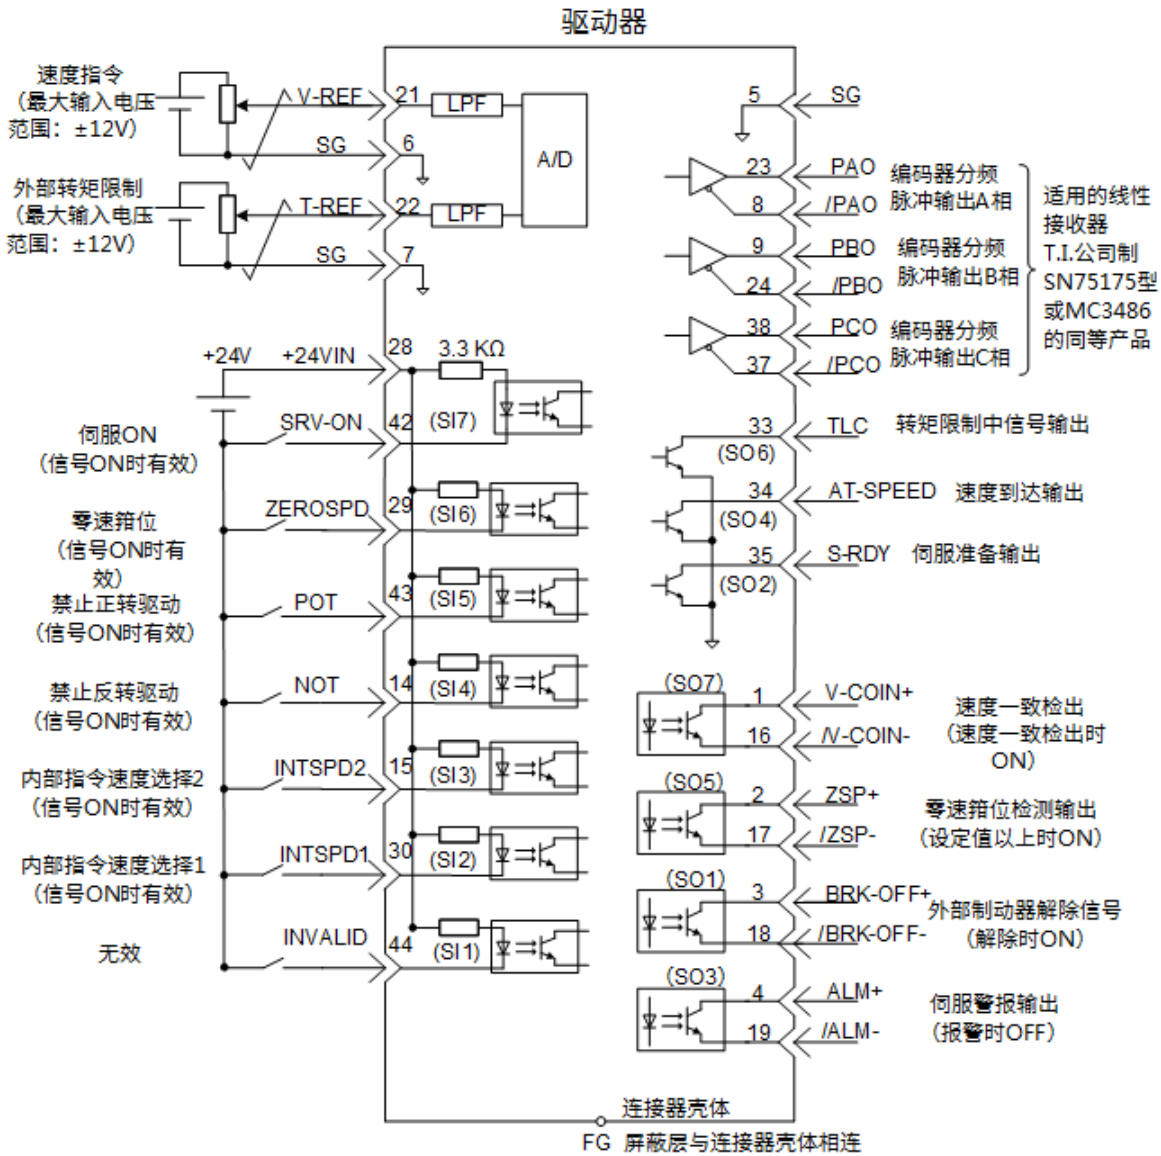 驱动器
速度指令
（最大输入电压
范围：±12V）
V-REF
21
LPF
SG
6
A/D
外部转矩限制
（最大输入电压
范围：±12V）
T-REF
22
LPF
SG
7
5
SG
23
PAO
8
/PAO
编码器分频
脉冲输出A相
9
PBO
24
/PBO
编码器分频
脉冲输出B相
38
PCO
37
/PCO
编码器分频
脉冲输出C相
适用的线性
接收器
T.I.公司制
SN75175型
或MC3486
的同等产品
+24V
+24VIN
28
3.3 KΩ
伺服ON
（信号ON时有效）
SRV-ON
42
(SI7)
零速箝位
（信号ON时有
效）
ZEROSPD
29
(SI6)
禁止正转驱动
（信号ON时有效）
POT
43
(SI5)
禁止反转驱动
（信号ON时有效）
NOT
14
(SI4)
内部指令速度选择2
（信号ON时有效）
INTSPD2
15
(SI3)
内部指令速度选择1
（信号ON时有效）
INTSPD1
30
(SI2)
无效
INVALID
44
(SI1)
33
TLC
转矩限制中信号输出
(SO6)
34
AT-SPEED
速度到达输出
(SO4)
35
S-RDY
伺服准备输出
(SO2)
(SO7)
1
V-COIN+
16
/V-COIN-
速度一致检出
（速度一致检出时
ON）
(SO5)
2
ZSP+
17
/ZSP-
零速箝位检测输出
（设定值以上时ON）
(SO1)
3
BRK-OFF+
18
/BRK-OFF-
外部制动器解除信号
（解除时ON）
(SO3)
4
ALM+
19
/ALM-
伺服警报输出
（报警时OFF）
连接器壳体
FG 屏蔽层与连接器壳体相连